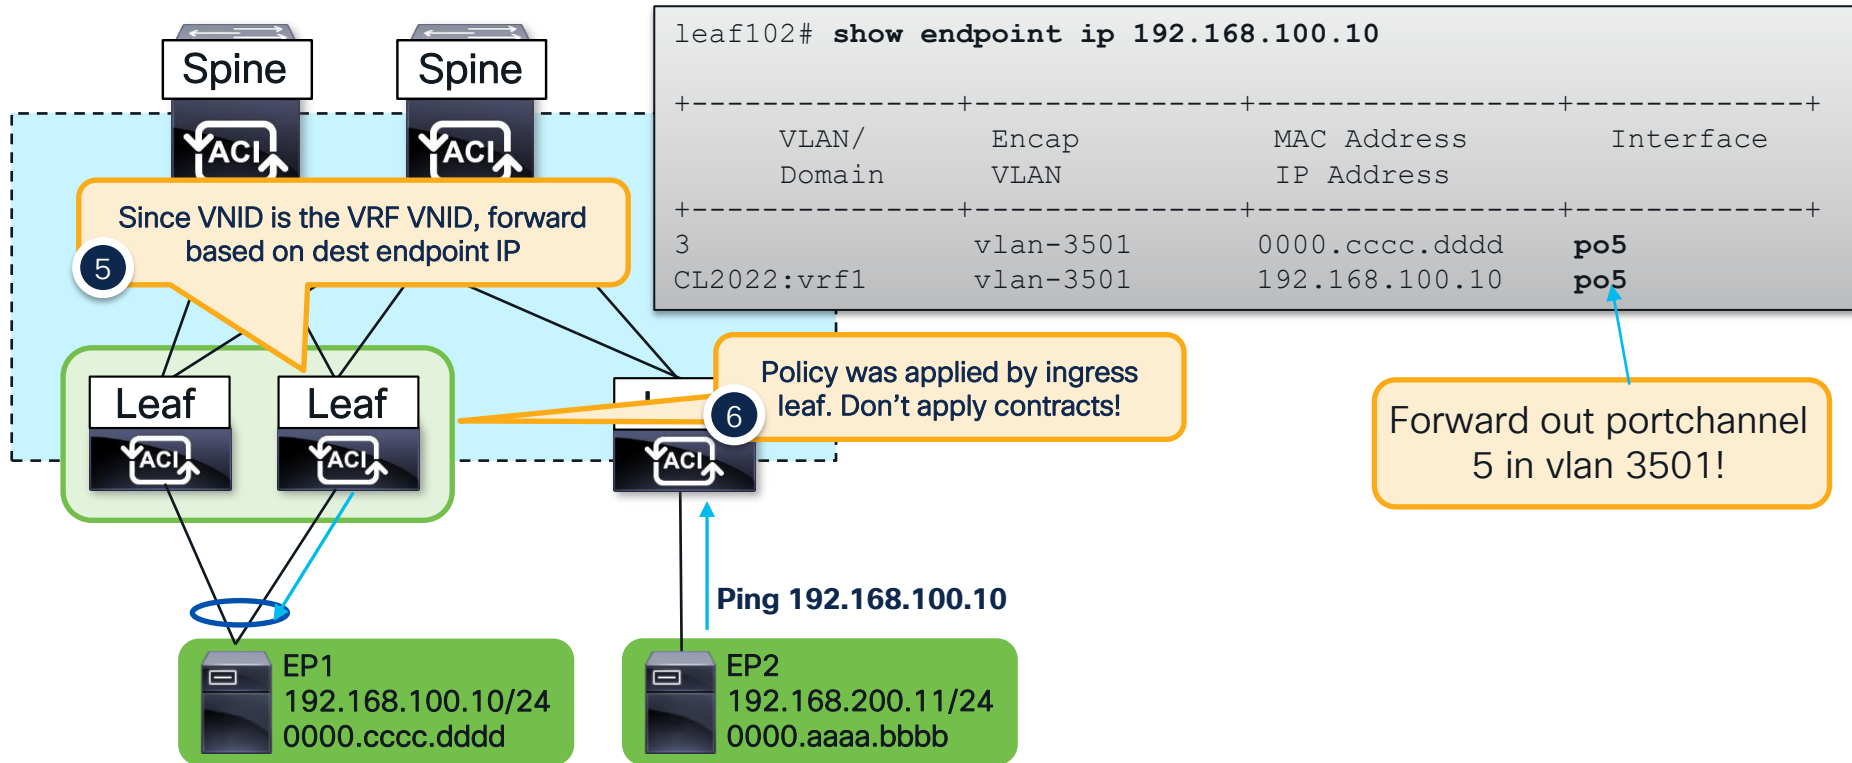 Spine
Spine
ACI
ACI
leaf102# show endpoint ip 192.168.100.10
+---------------+---------------+-----------------+-------------+
VLAN/ Encap MAC Address Interface
Domain VLAN IP Address
+---------------+---------------+-----------------+-------------+
3 vlan-3501 0000.cccc.dddd po5
CL2022:vrf1 vlan-3501 192.168.100.10 po5
Since VNID is the VRF VNID, forward
based on dest endpoint IP
5
Leaf
Leaf
ACI
ACI
ACI
Policy was applied by ingress
leaf. Don't apply contracts!
6
Forward out portchannel
5 in vlan 3501!
Ping 192.168.100.10
EP1
192.168.100.10/24
0000.cccc.dddd
EP2
192.168.200.11/24
0000.aaaa.bbbb